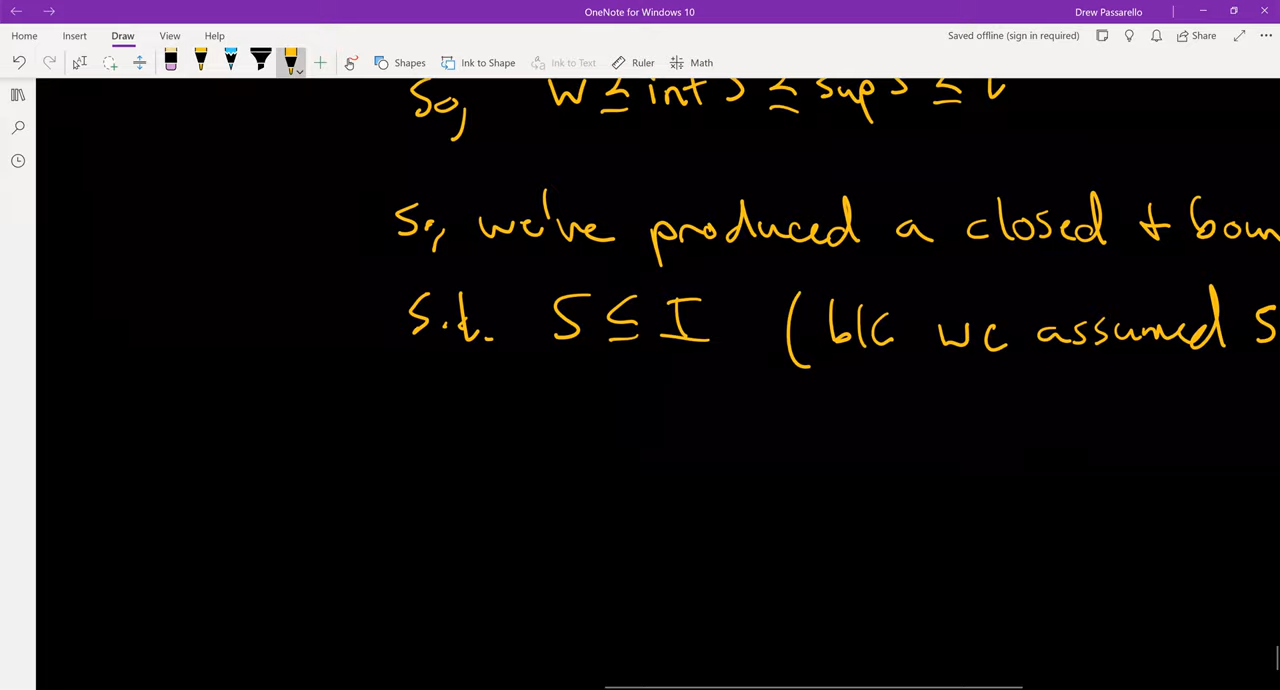 OneNote for Windows 10
Drew Passarello
Home Insert Draw View Help
Saved offline (sign in required)
Share
Shapes Ink to Shape Ink to Text Ruler Math
So, w ≤ inf S ≤ sup S ≤
So, we've produced a closed + boun
s.t. S ⊆ I (b/c we assumed S